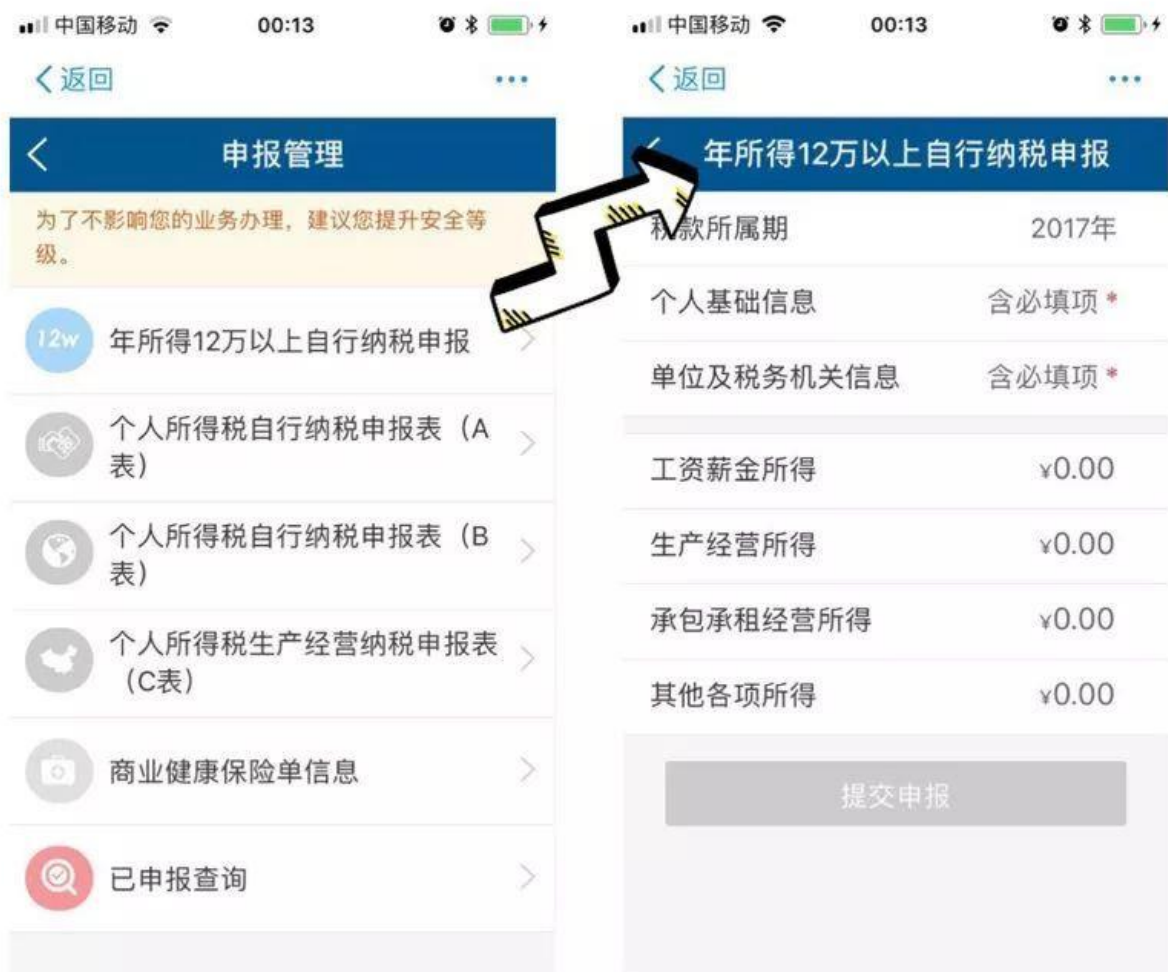 中国移动
00:13
返回
申报管理
为了不影响您的业务办理，建议您提升安全等
级。
12w
年所得12万以上自行纳税申报
个人所得税自行纳税申报表（A
表）
个人所得税自行纳税申报表（B
表）
个人所得税生产经营纳税申报表
（C表）
商业健康保险单信息
已申报查询
中国移动
00:13
返回
年所得12万以上自行纳税申报
税款所属期 2017年
个人基础信息 含必填项 *
单位及税务机关信息 含必填项 *
工资薪金所得 ¥0.00
生产经营所得 ¥0.00
承包承租经营所得 ¥0.00
其他各项所得 ¥0.00
提交申报